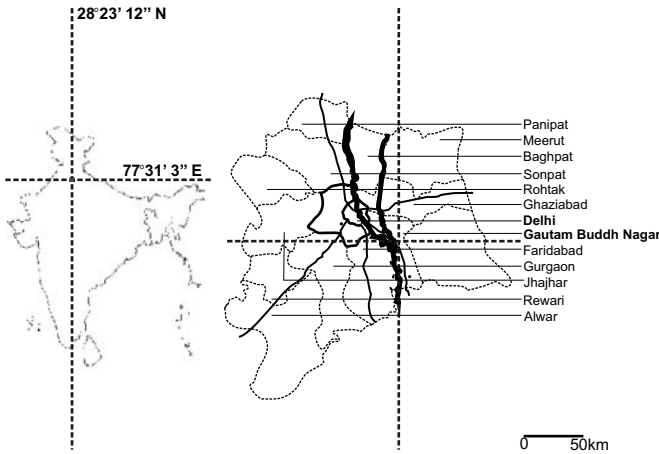 28°23' 12" N
77°31' 3" E
Panipat
Meerut
Baghpat
Sonpat
Rohtak
Ghaziabad
Delhi
Gautam Buddh Nagar
Faridabad
Gurgaon
Jhajhar
Rewari
Alwar
0 50km